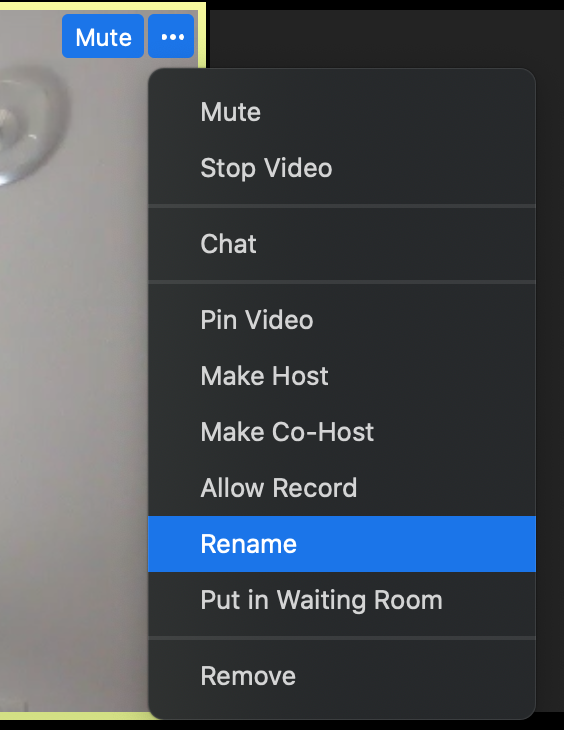 Mute ...
Mute
Stop Video
Chat
Pin Video
Make Host
Make Co-Host
Allow Record
Rename
Put in Waiting Room
Remove